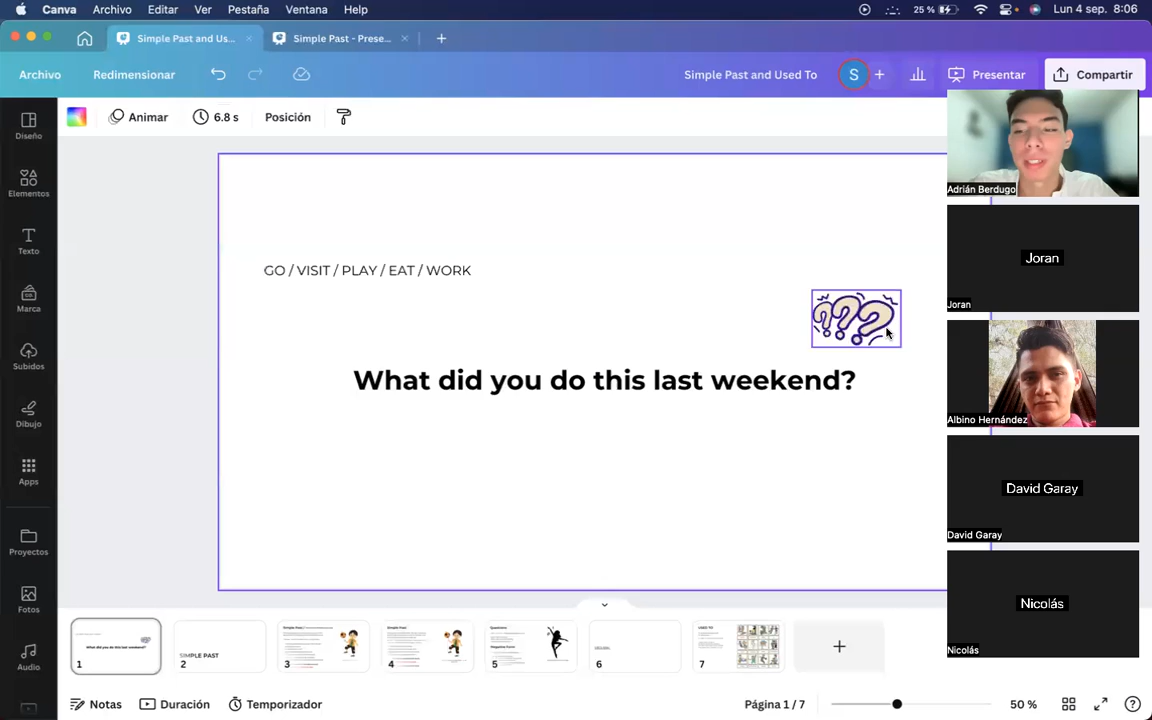 Canva Archivo Editar Ver Pestaña Ventana Help 25 % Lun 4 sep. 8:06
Simple Past and Us... Simple Past - Prese...
Archivo Redimensionar Simple Past and Used To S Presentar Compartir
Animar 6.8 s Posición
Diseño
Elementos
Texto
Marca
Subidos
Dibujo
Apps
Proyectos
Fotos
Audio
GO / VISIT / PLAY / EAT / WORK
???
What did you do this last weekend?
Adrián Berdugo
Joran
Joran
Albino Hernández
David Garay
David Garay
Nicolás
Nicolás
1
2 SIMPLE PAST
3
4
5 Questions
6
7 USED TO
Notas Duración Temporizador Página 1 / 7 50 %